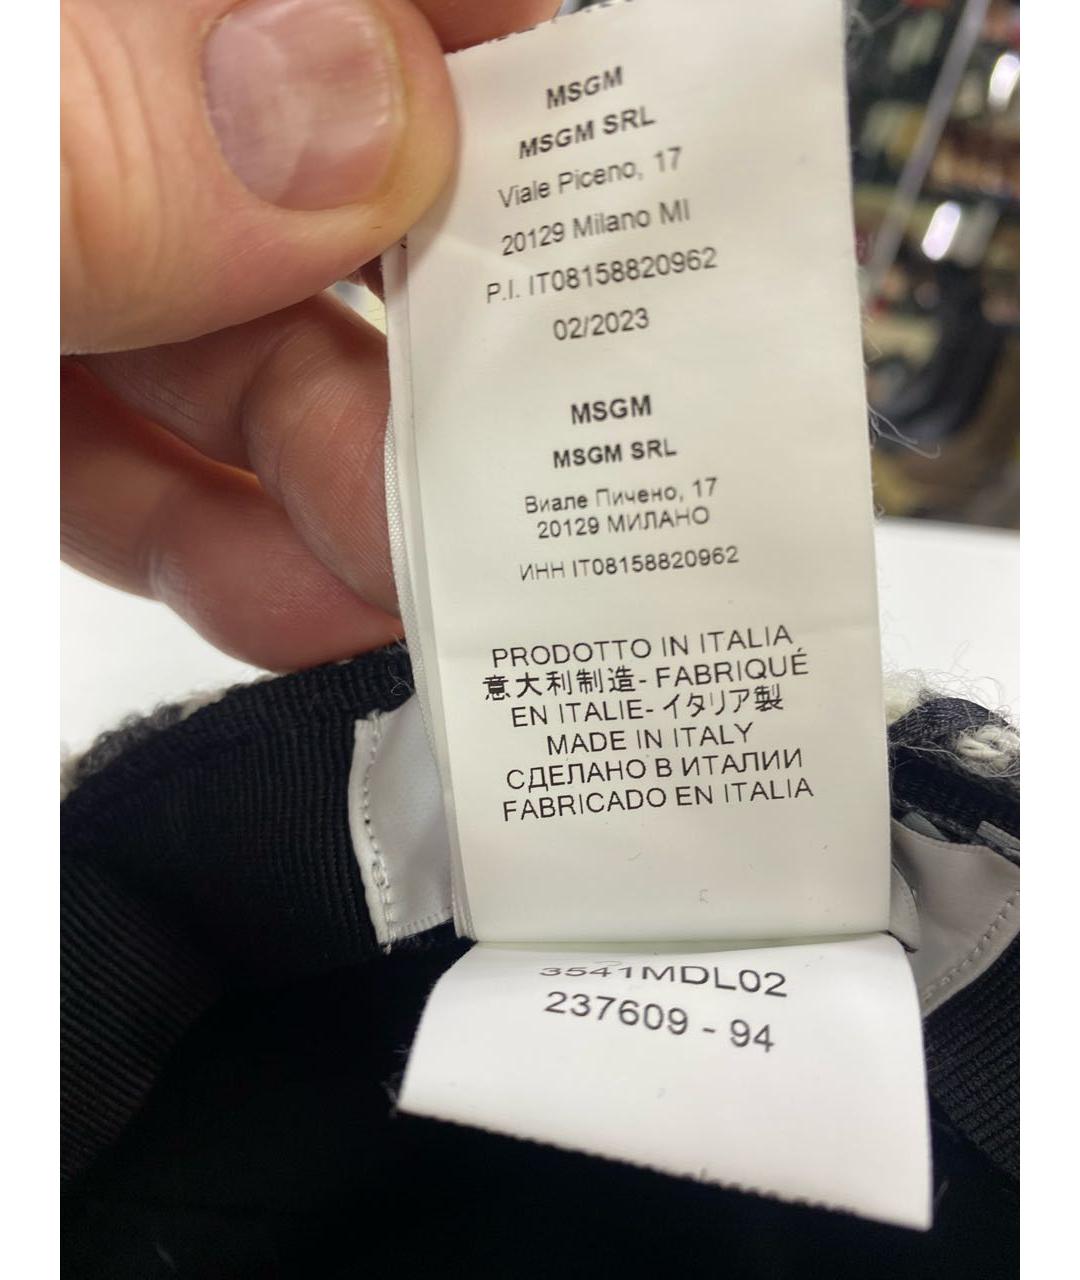 MSGM
MSGM SRL
Viale Piceno, 17
20129 Milano MI
P.I. IT08158820962
02/2023
MSGM
MSGM SRL
Виале Пичено, 17
20129 МИЛАНО
ИНН IT08158820962
PRODOTTO IN ITALIA
意大利制造- FABRIQUÉ
EN ITALIE- イタリア製
MADE IN ITALY
СДЕЛАНО В ИТАЛИИ
FABRICADO EN ITALIA
3541MDL02
237609 - 94